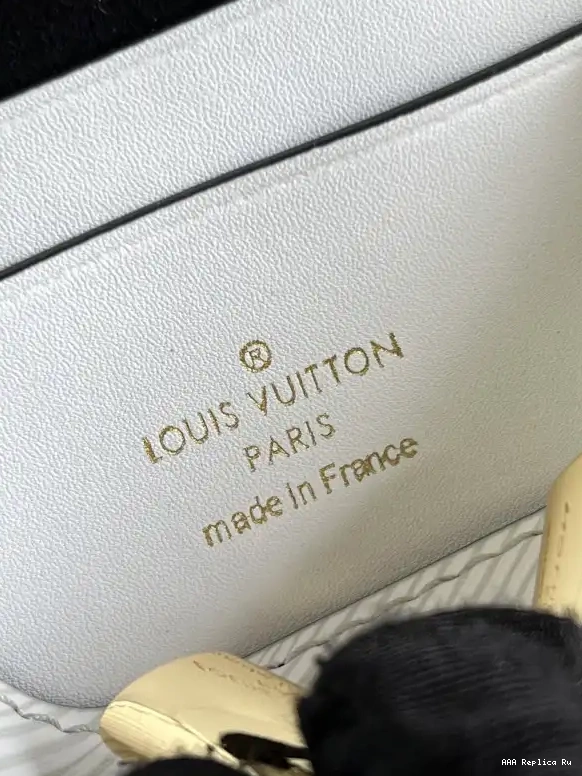 ®
LOUIS VUITTON
PARIS
made in France
AAA Replica Ru